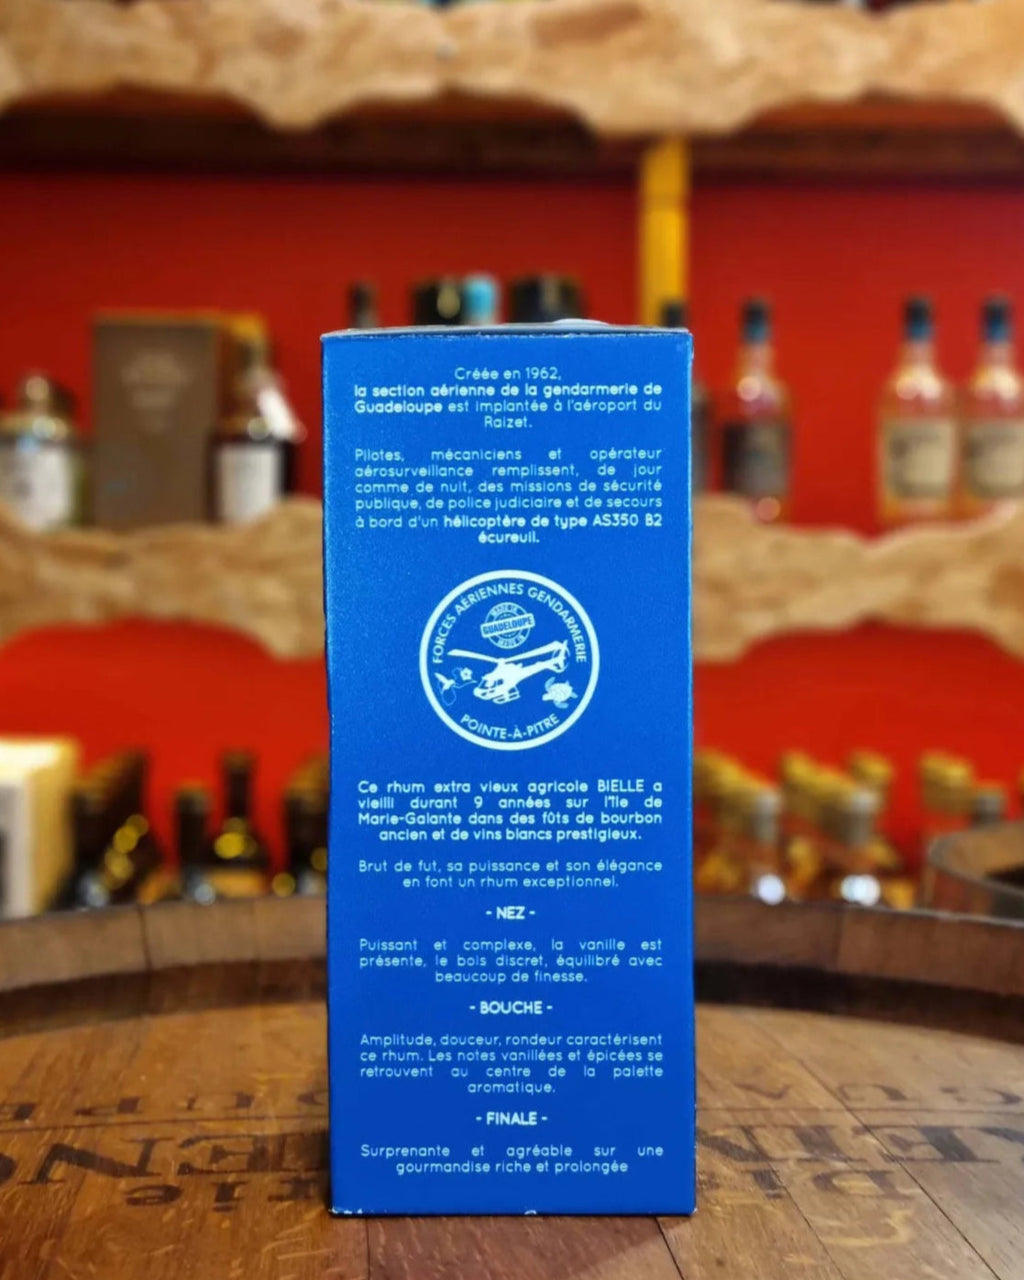 Créée en 1962,
la section aérienne de la gendarmerie de
Guadeloupe est implantée à l'aéroport du
Raizet.
Pilotes, mécaniciens et opérateur
aérosurveillance remplissent, de jour
comme de nuit, des missions de sécurité
publique, de police judiciaire et de secours
à bord d'un hélicoptère de type AS350 B2
écureuil.
FORCES AÉRIENNES GENDARMERIE
MADE IN
GUADELOUPE
POINTE-À-PITRE
Ce rhum extra vieux agricole BIELLE a
vieilli durant 9 années sur l'île de
Marie-Galante dans des fûts de bourbon
ancien et de vins blancs prestigieux.
Brut de fut, sa puissance et son élégance
en font un rhum exceptionnel.
- NEZ -
Puissant et complexe, la vanille est
présente, le bois discret, équilibré avec
beaucoup de finesse.
- BOUCHE -
Amplitude, douceur, rondeur caractérisent
ce rhum. Les notes vanillées et épicées se
retrouvent au centre de la palette
aromatique.
- FINALE -
Surprenante et agréable sur une
gourmandise riche et prolongée